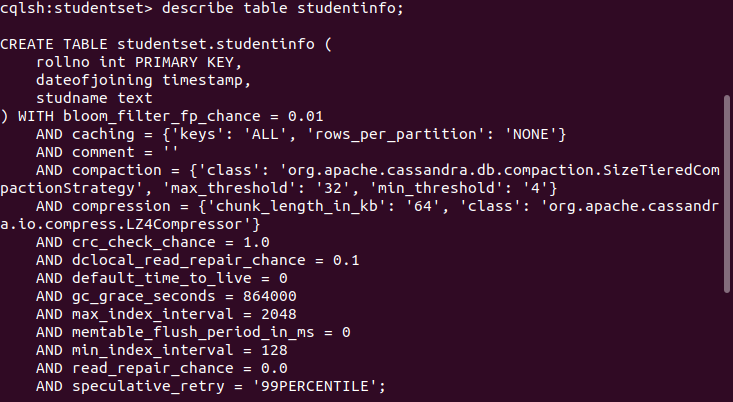 cqlsh:studentset> describe table studentinfo;

CREATE TABLE studentset.studentinfo (
    rollno int PRIMARY KEY,
    dateofjoining timestamp,
    studname text
) WITH bloom_filter_fp_chance = 0.01
    AND caching = {'keys': 'ALL', 'rows_per_partition': 'NONE'}
    AND comment = ''
    AND compaction = {'class': 'org.apache.cassandra.db.compaction.SizeTieredCom
pactionStrategy', 'max_threshold': '32', 'min_threshold': '4'}
    AND compression = {'chunk_length_in_kb': '64', 'class': 'org.apache.cassandr
a.io.compress.LZ4Compressor'}
    AND crc_check_chance = 1.0
    AND dclocal_read_repair_chance = 0.1
    AND default_time_to_live = 0
    AND gc_grace_seconds = 864000
    AND max_index_interval = 2048
    AND memtable_flush_period_in_ms = 0
    AND min_index_interval = 128
    AND read_repair_chance = 0.0
    AND speculative_retry = '99PERCENTILE';